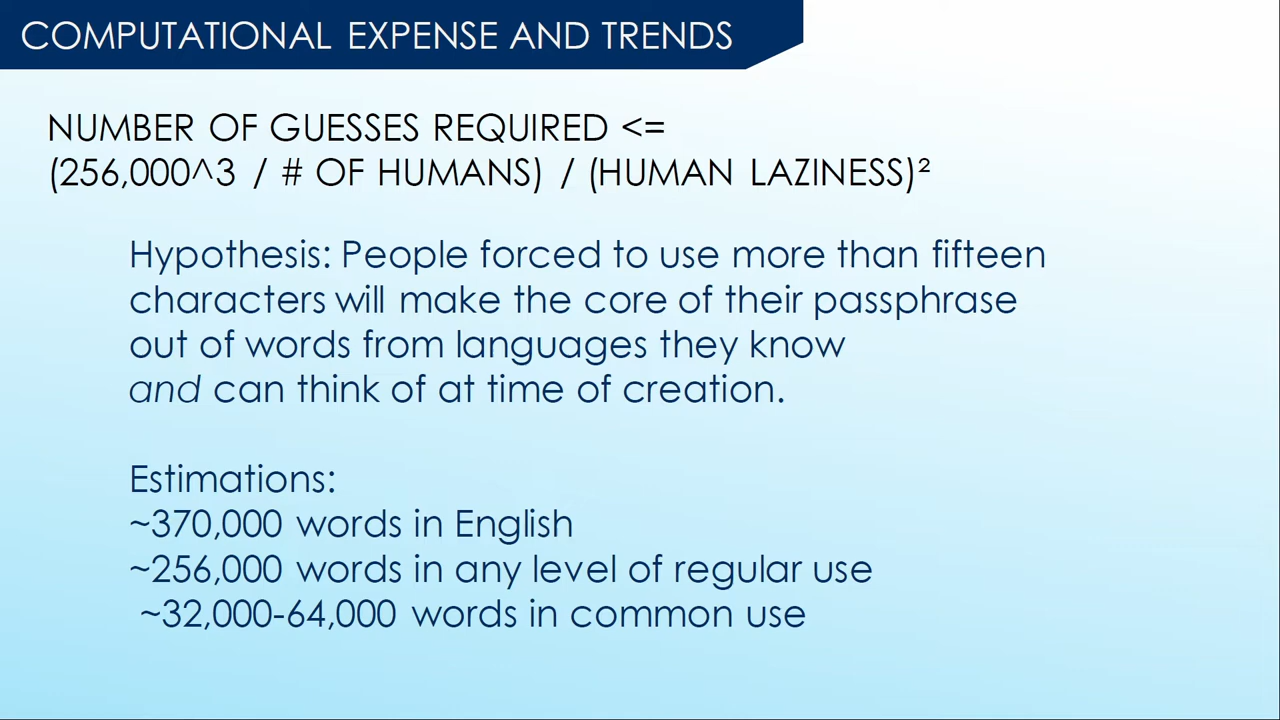 COMPUTATIONAL EXPENSE AND TRENDS
NUMBER OF GUESSES REQUIRED <=
(256,000^3 / # OF HUMANS) / (HUMAN LAZINESS)²
Hypothesis: People forced to use more than fifteen
characters will make the core of their passphrase
out of words from languages they know
and can think of at time of creation.
Estimations:
~370,000 words in English
~256,000 words in any level of regular use
~32,000-64,000 words in common use